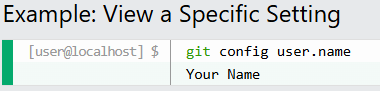 Example: View a Specific Setting
[user@localhost] $ git config user.name
Your Name